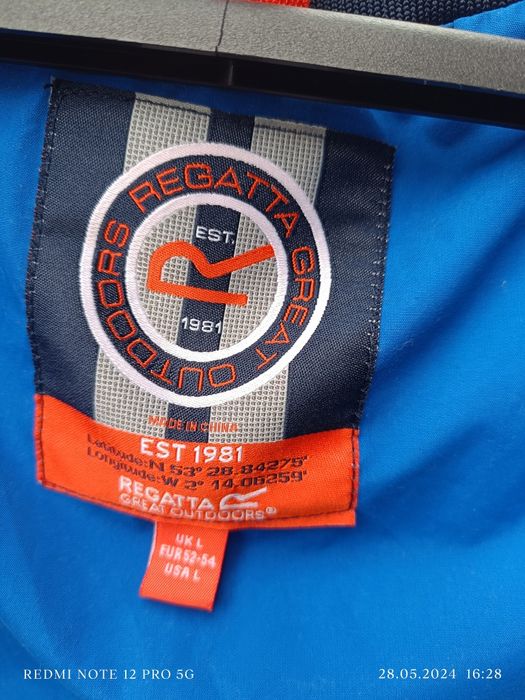 REGATTA GREAT OUTDOORS
EST.
R
1981
MADE IN CHINA
EST 1981
Latitude:N 53° 28.84275'
Longitude:W 2° 14.08259'
REGATTA R
GREAT OUTDOORS®
UK L
EUR 52-54
USA L
REDMI NOTE 12 PRO 5G
28.05.2024 16:28